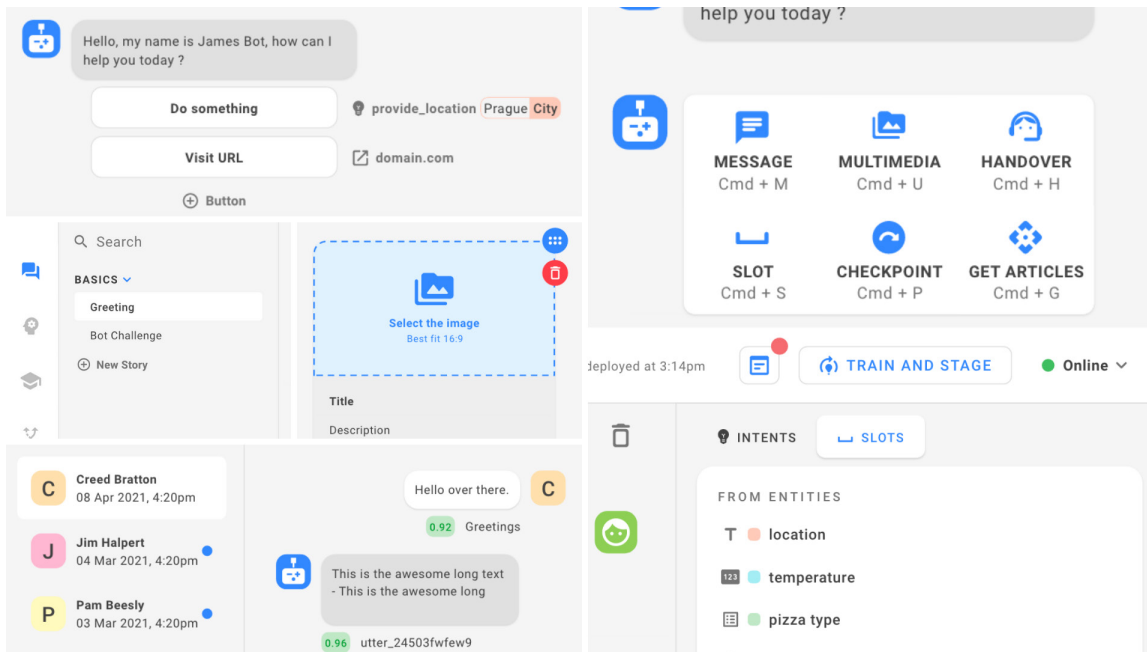 Hello, my name is James Bot, how can I
help you today ?
Do something
provide_location Prague City
Visit URL
domain.com
Button
Search
BASICS
Greeting
Bot Challenge
New Story
Select the image
Best fit 16:9
Title
Description
Creed Bratton
08 Apr 2021, 4:20pm
Jim Halpert
04 Mar 2021, 4:20pm
Pam Beesly
03 Mar 2021, 4:20pm
C
J
P
Hello over there.
C
0.92 Greetings
This is the awesome long text
- This is the awesome long
0.96 utter_24503fwfew9
help you today ?
MESSAGE
Cmd + M
MULTIMEDIA
Cmd + U
HANDOVER
Cmd + H
SLOT
Cmd + S
CHECKPOINT
Cmd + P
GET ARTICLES
Cmd + G
deployed at 3:14pm
TRAIN AND STAGE
Online
INTENTS
SLOTS
FROM ENTITIES
T location
123 temperature
pizza type